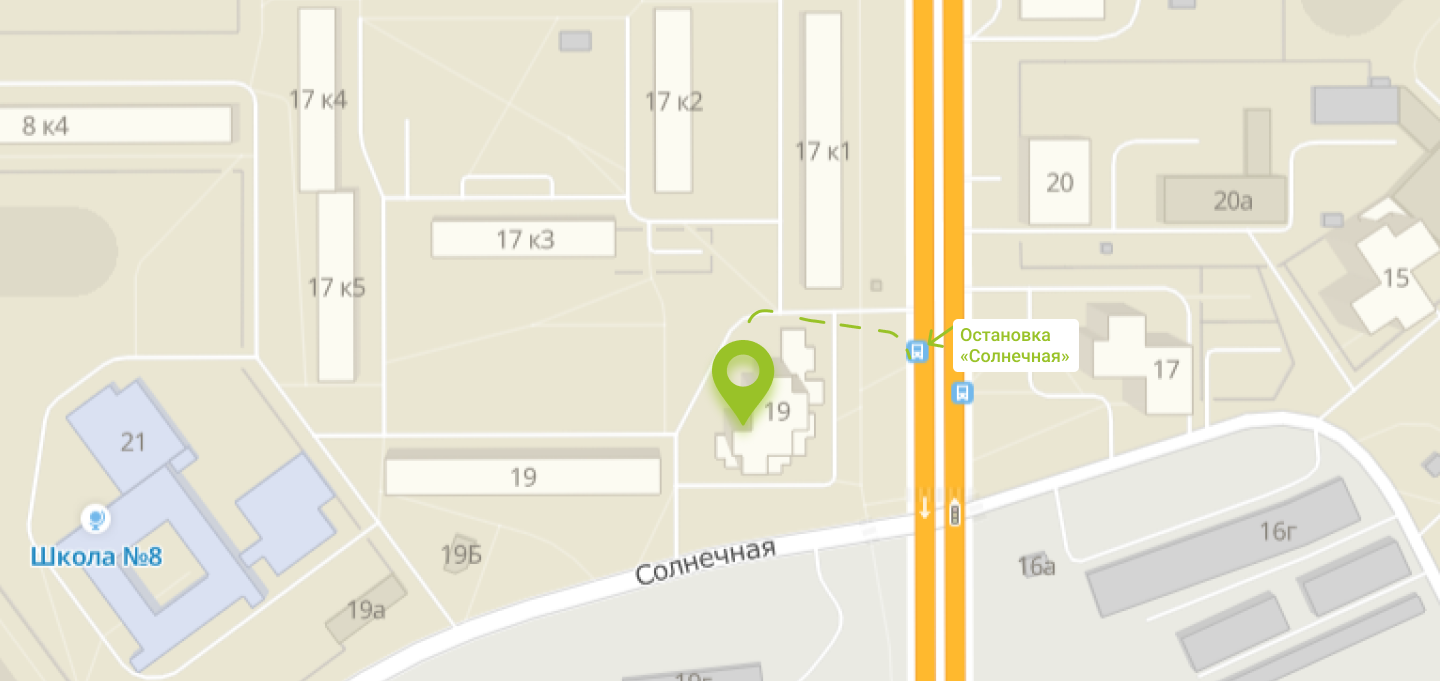 17 к4
17 к2
8 к4
17 к1
20
20а
17 к3
17 к5
15
Остановка
«Солнечная»
17
19
21
19
Школа №8
19Б
Солнечная
16г
16а
19а